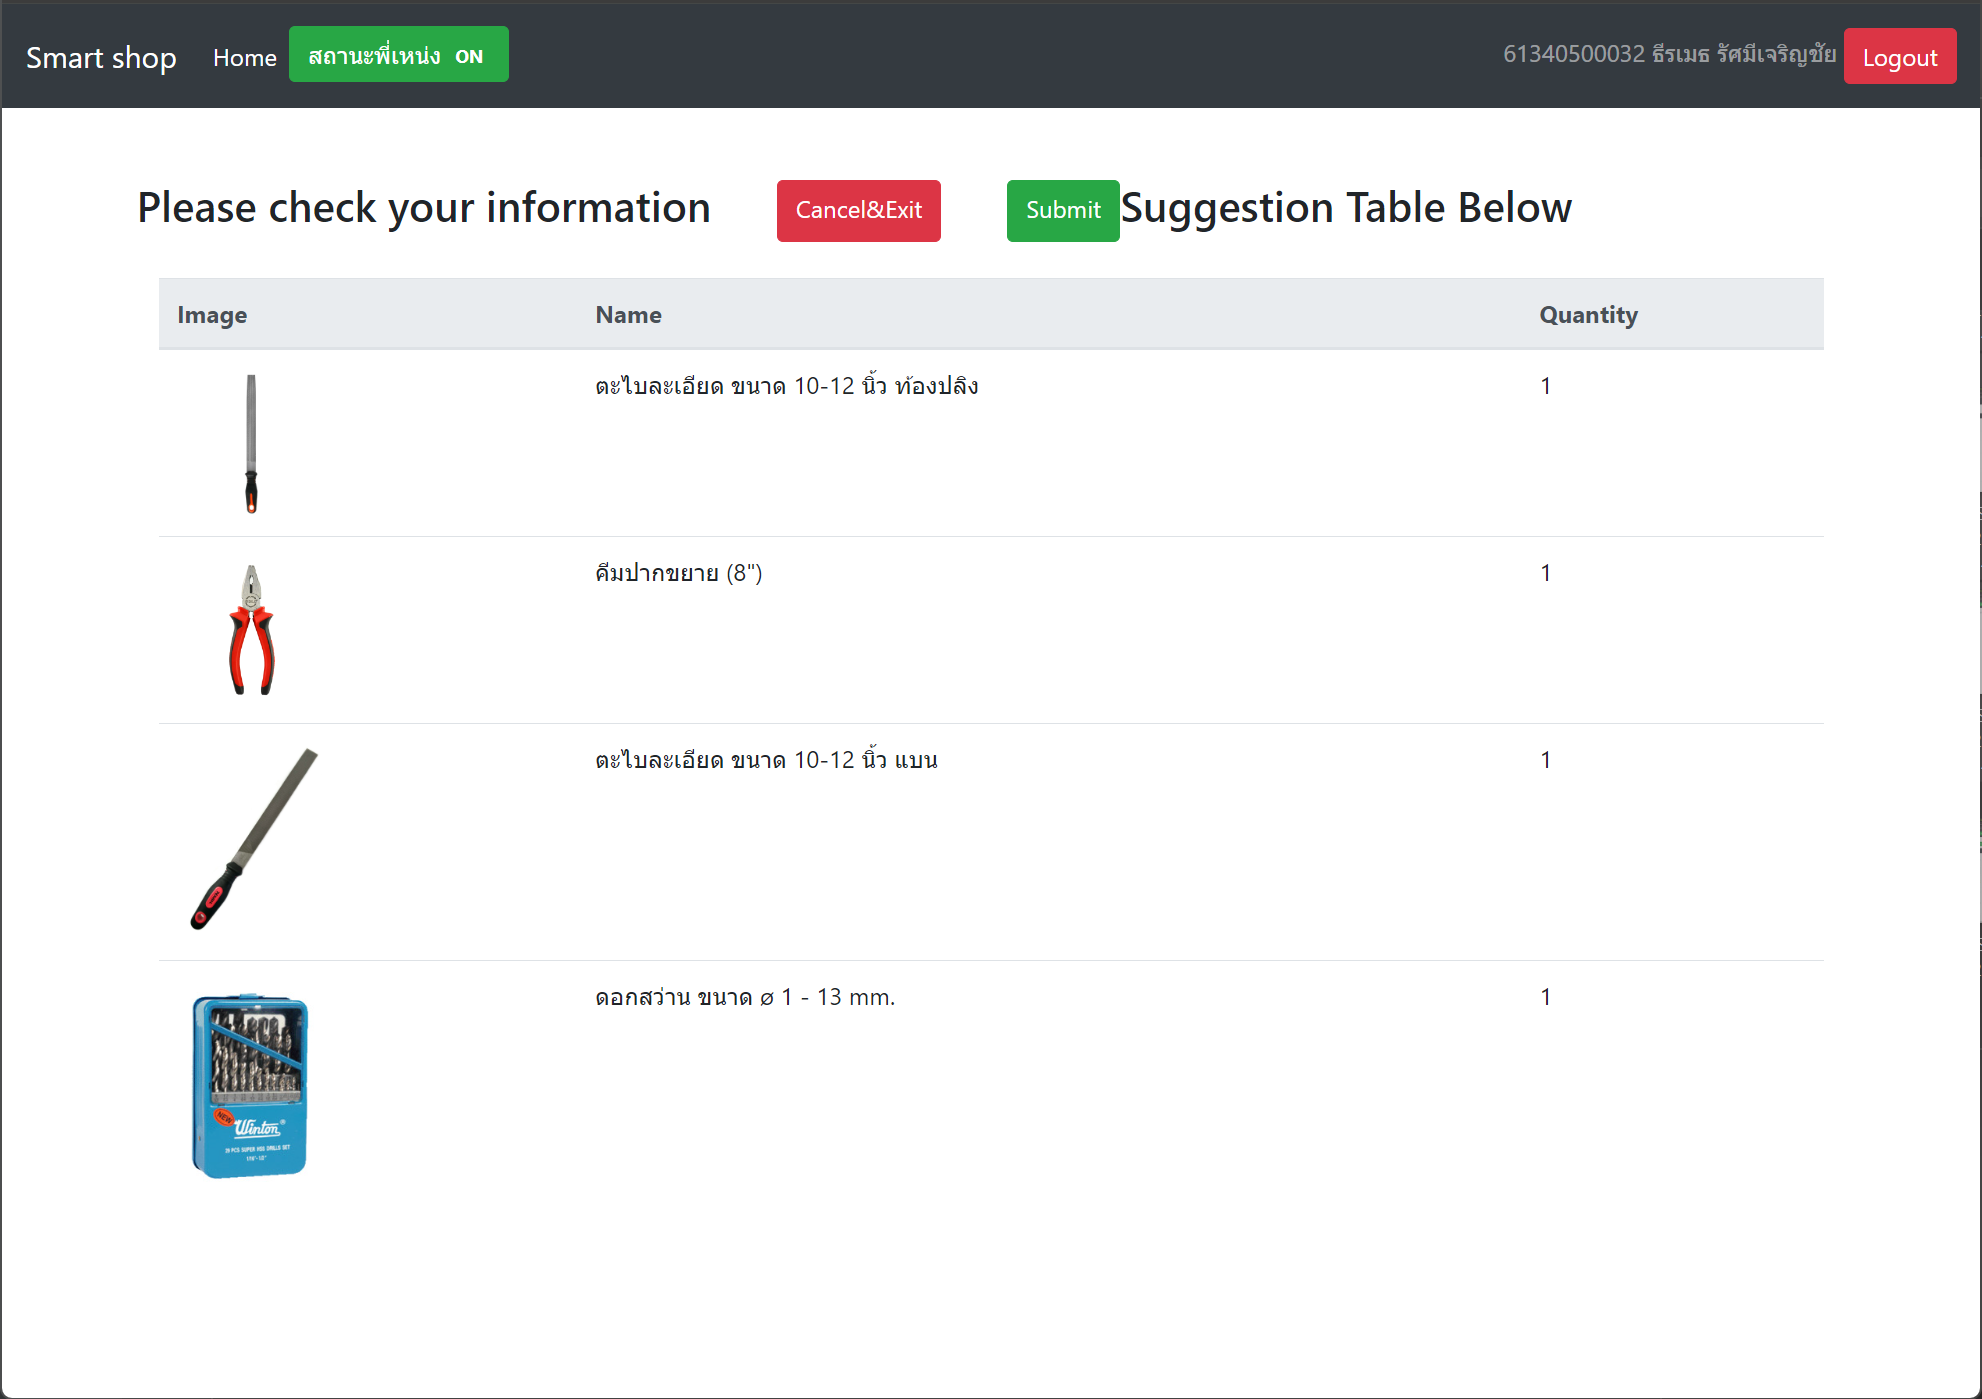 Smart shop Home สถานะพี่เหน่ง ON 61340500032 ธีรเมธ รัศมีเจริญชัย Logout
Please check your information Cancel&Exit Submit Suggestion Table Below
Image Name Quantity
ตะไบละเอียด ขนาด 10-12 นิ้ว ท้องปลิง 1
คีมปากขยาย (8") 1
ตะไบละเอียด ขนาด 10-12 นิ้ว แบน 1
ดอกสว่าน ขนาด ø 1 - 13 mm. 1
NEW
Winton®
PCS SUPER HSS DRILLS SET